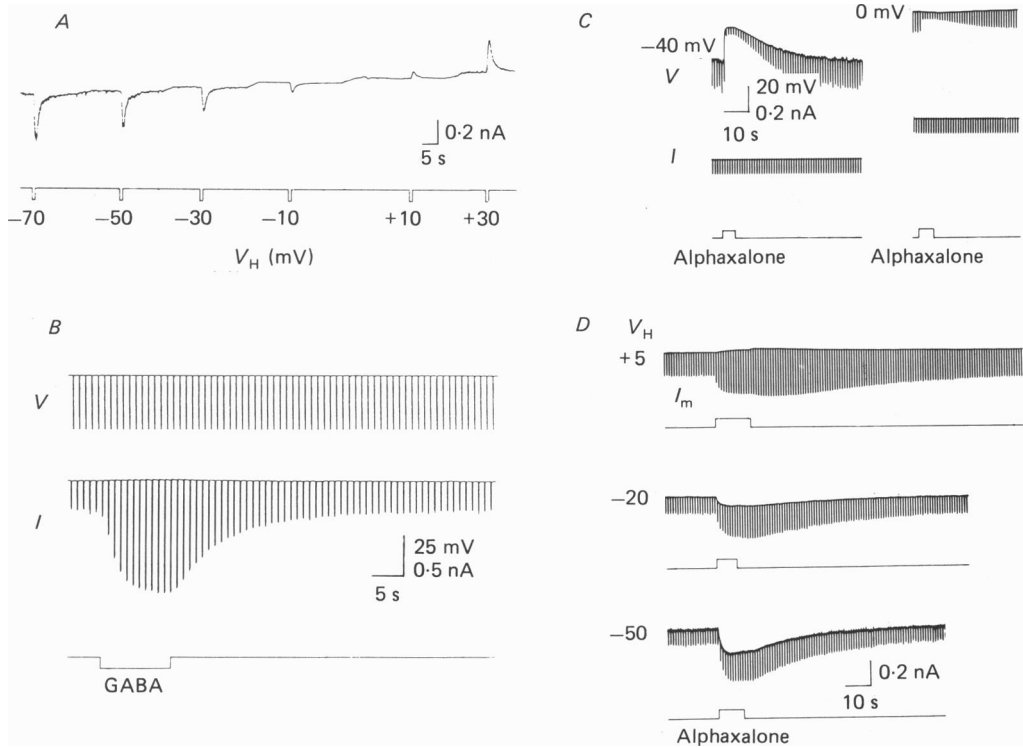 A
0·2 nA
5 s
−70 −50 −30 −10 +10 +30
V_H (mV)
B
V
I
25 mV
0·5 nA
5 s
GABA
C
−40 mV
V
20 mV
0·2 nA
10 s
I
Alphaxalone
0 mV
Alphaxalone
D
V_H
+5
I_m
−20
−50
0·2 nA
10 s
Alphaxalone